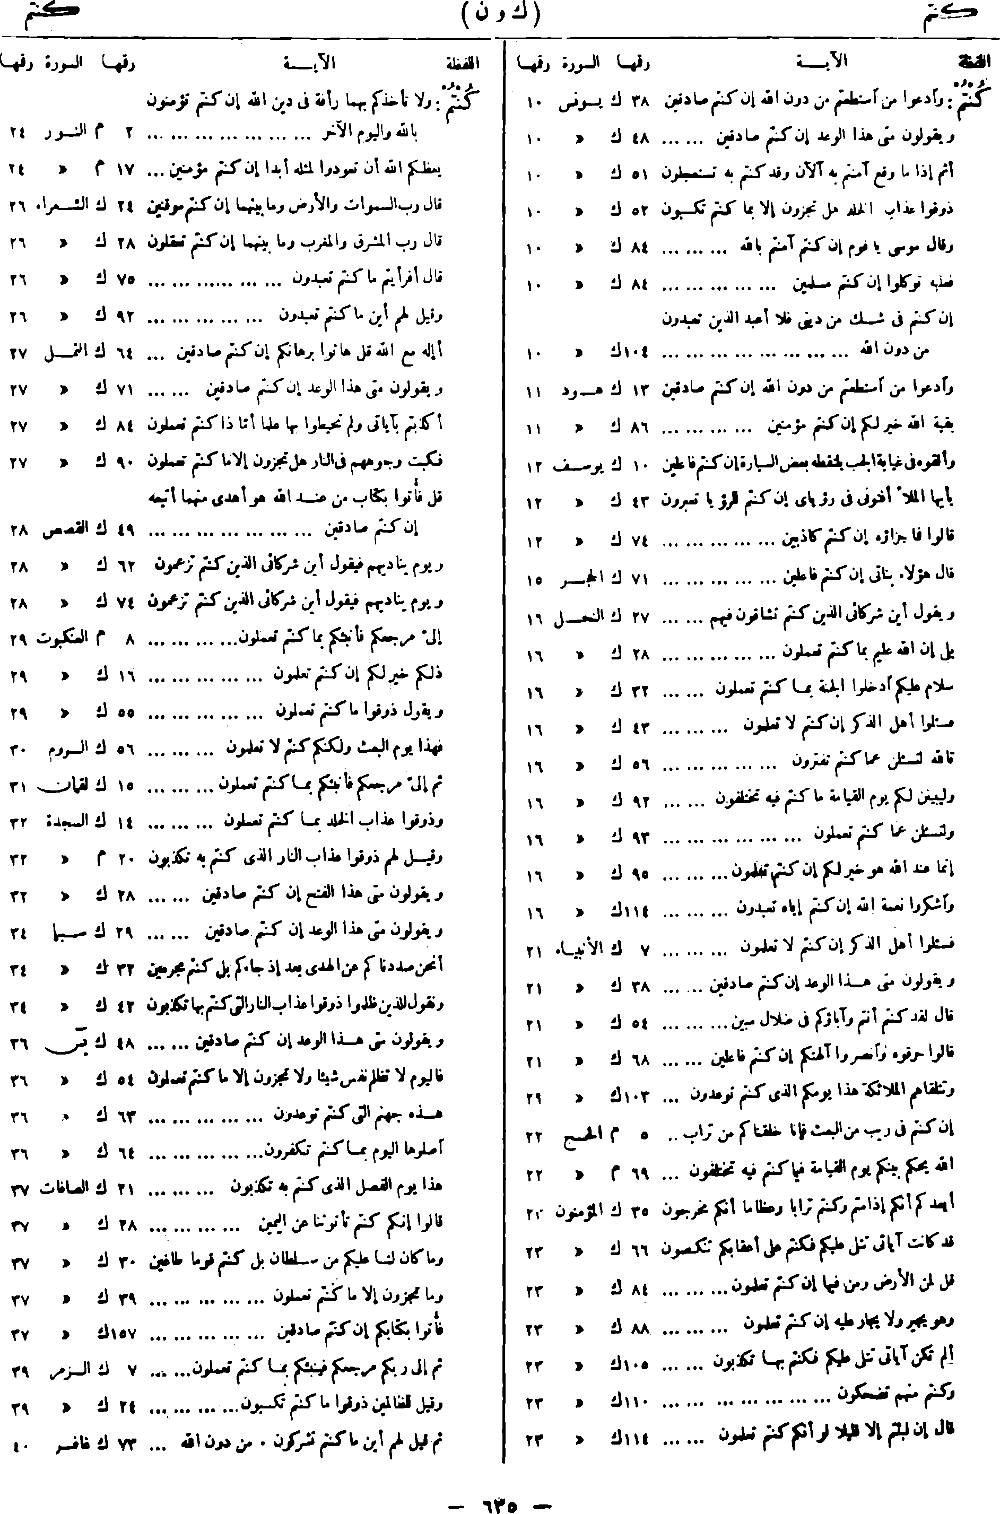 كنتم
(ك و ن)
كنتم
اللفظة الآيــة رقمها السورة رقمها
كُنْتُمْ: وأدعوا من أستطعتم من دون الله إن كنتم صادقين ٣٨ ك يونس ١٠
ويقولون متى هذا الوعد إن كنتم صادقين ... ... ٤٨ ك » ١٠
أثم إذا ما وقع آمنتم به آلآن وقد كنتم به تستعجلون ٥١ ك » ١٠
ذوقوا عذاب الخلد هل تجزون إلا بما كنتم تكسبون ٥٢ ك » ١٠
وقال موسى يا قوم إن كنتم آمنتم بالله ... ... ... ٨٤ ك » ١٠
فعليه توكلوا إن كنتم مسلمين ... ... ... ... ... ٨٤ ك » ١٠
إن كنتم فى شك من دينى فلا أعبد الذين تعبدون
من دون الله ... ... ... ... ... ... ... ... ١٠٤ ك » ١٠
وأدعوا من أستطعتم من دون الله إن كنتم صادقين ١٣ ك هــود ١١
بقية الله خير لكم إن كنتم مؤمنين ... ... ... ... ٨٦ ك » ١١
وألقوه فى غيابة الجب يلتقطه بعض السيارة إن كنتم فاعلين ١٠ ك يوسف ١٢
يأيها الملأ أفتونى فى رؤياى إن كنتم للرؤيا تعبرون ٤٣ ك » ١٢
قالوا فما جزاؤه إن كنتم كاذبين ... ... ... ... ... ٧٤ ك » ١٢
قال هؤلاء بناتى إن كنتم فاعلين ... ... ... ... ... ٧١ ك الحجر ١٥
ويقول أين شركائى الذين كنتم تشاقون فيهم ... ... ٢٧ ك النحل ١٦
بلى إن الله عليم بما كنتم تعملون ... ... ... ... ... ٢٨ ك » ١٦
سلام عليكم أدخلوا الجنة بمــا كنتم تعملون ... ... ٣٢ ك » ١٦
فسئلوا أهل الذكر إن كنتم لا تعلمون ... ... ... ٤٣ ك » ١٦
تالله لتسئلن عما كنتم تفترون ... ... ... ... ... ٥٦ ك » ١٦
وليبينن لكم يوم القيامة ما كنتم فيه تختلفون ... ... ٩٢ ك » ١٦
ولتسئلن عما كنتم تعملون ... ... ... ... ... ... ٩٣ ك » ١٦
إنما عند الله هو خير لكم إن كنتم تعلمون ... ... ... ٩٥ ك » ١٦
وأشكروا نعمة الله إن كنتم إياه تعبدون ... ... ... ١١٤ ك » ١٦
فسئلوا أهل الذكر إن كنتم لا تعلمون ... ... ... ٧ ك الأنبياء ٢١
ويقولون متى هــذا الوعد إن كنتم صادقين ... ... ٣٨ ك » ٢١
قال لقد كنتم أنتم وآباؤكم فى ضلال مبين ... ... ... ٥٤ ك » ٢١
قالوا حرقوه وأنصروا آلهتكم إن كنتم فاعلين ... ... ٦٨ ك » ٢١
وتتلقاهم الملائكة هذا يومكم الذى كنتم توعدون ... ١٠٣ ك » ٢٩
إن كنتم فى ريب من البعث فإنا خلقناكم من تراب .. ٥ م الحــج ٢٢
الله يحكم بينكم يوم القيامة فيما كنتم فيه تختلفون ... ٦٩ م » ٢٢
أيعدكم أنكم إذا متم وكنتم ترابا وعظاما أنكم مخرجون ٣٥ ك المؤمنون ٢٣
قد كانت آياتى تتلى عليكم فكنتم على أعقابكم تنكصون ٦٦ ك » ٢٣
قل لمن الأرض ومن فيها إن كنتم تعلمون ... ... ... ٨٤ ك » ٢٣
وهو يجير ولا يجار عليه إن كنتم تعلمون ... ... ... ٨٨ ك » ٢٣
ألم تكن آياتى تتلى عليكم فكنتم بهــا تكذبون ... ... ١٠٥ ك » ٢٣
وكنتم منهم تضحكون ... ... ... ... ... ... ... ١١٠ ك » ٢٣
قال إن لبثتم إلا قليلا لو أنكم كنتم تعلمون ... ... ١١٤ ك » ٢٣
اللفظة الآيــة رقمها السورة رقمها
كُنْتُمْ: ولا تأخذكم بهما رأفة فى دين الله إن كنتم تؤمنون
بالله واليوم الآخر ... ... ... ... ... ... ... ٢ م النــور ٢٤
يعظكم الله أن تعودوا لمثله أبدا إن كنتم مؤمنين ... ١٧ م » ٢٤
قال رب السموات والأرض وما بينهما إن كنتم موقنين ٢٤ ك الشعراء ٢٦
قال رب المشرق والمغرب وما بينهما إن كنتم تعقلون ٢٨ ك » ٢٦
قال أفرأيتم ما كنتم تعبدون ... ... ... ... ... ... ٧٥ ك » ٢٦
وقيل لهم أين ما كنتم تعبدون ... ... ... ... ... ٩٢ ك » ٢٦
أإله مع الله قل هاتوا برهانكم إن كنتم صادقين ... ٦٤ ك النمــل ٢٧
ويقولون متى هذا الوعد إن كنتم صادقين ... ... ٧١ ك » ٢٧
أكذبتم بآياتى ولم تحيطوا بها علما أمّا ذا كنتم تعملون ٨٤ ك » ٢٧
فكبت وجوههم فى النار هل تجزون إلا ما كنتم تعملون ٩٠ ك » ٢٧
قل فأتوا بكتاب من عنــد الله هو أهدى منهما أتبعه
إن كنتم صادقين ... ... ... ... ... ... ... ... ٤٩ ك القصص ٢٨
ويوم يناديهم فيقول أين شركائى الذين كنتم تزعمون ٦٢ ك » ٢٨
ويوم يناديهم فيقول أين شركائى الذين كنتم تزعمون ٧٤ ك » ٢٨
إلىّ مرجعكم فأنبئكم بما كنتم تعملون ... ... ... ... ٨ م العنكبوت ٢٩
ذلكم خير لكم إن كنتم تعلمون ... ... ... ... ... ١٦ ك » ٢٩
ويقول ذوقوا ما كنتم تعملون ... ... ... ... ... ٥٥ ك » ٢٩
فهذا يوم البعث ولكنكم كنتم لا تعلمون ... ... ... ٥٦ ك الــروم ٣٠
ثم إلىّ مرجعكم فأنبئكم بمــا كنتم تعملون ... ... ... ١٥ ك لقمان ٣١
وذوقوا عذاب الخلد بمــا كنتم تعملون ... ... ... ١٤ ك السجدة ٣٢
وقيــل لهم ذوقوا عذاب النار الذى كنتم به تكذبون ٢٠ م » ٣٢
ويقولون متى هذا الفتح إن كنتم صادقين ... ... ٢٨ ك » ٣٢
ويقولون متى هذا الوعد إن كنتم صادقين ... ... ٢٩ ك ســبا ٣٤
أنحن صددناكم عن الهدى بعد إذ جاءكم بل كنتم مجرمين ٣٢ ك » ٣٤
ونقول للذين ظلموا ذوقوا عذاب النار التى كنتم بها تكذبون ٤٢ ك » ٣٤
ويقولون متى هــذا الوعد إن كنتم صادقين ... ... ٤٨ ك يس ٣٦
فاليوم لا تظلم نفس شيئا ولا تجزون إلا ما كنتم تعملون ٥٤ ك » ٣٦
هــذه جهنم التى كنتم توعدون ... ... ... ... ... ٦٣ ك » ٣٦
أصلوها اليوم بمــا كنتم تكفرون ... ... ... ... ... ٦٤ ك » ٣٦
هذا يوم الفصل الذى كنتم به تكذبون ... ... ... ٢١ ك الصافات ٣٧
قالوا إنكم كنتم تأتوننا عن اليمين ... ... ... ... ... ٢٨ ك » ٣٧
وما كان لنــا عليكم من ســلطان بل كنتم قوما طاغين ٣٠ ك » ٣٧
وما تجزون إلا ما كنتم تعملون ... ... ... ... ... ٣٩ ك » ٣٧
فأتوا بكتابكم إن كنتم صادقين ... ... ... ... ... ١٥٧ ك » ٣٧
ثم إلى ربكم مرجعكم فينبئكم بمــا كنتم تعملون ... ... ٧ ك الــزمر ٣٩
وقيل للظالمين ذوقوا ما كنتم تكسبون ... ... ... ... ٢٤ ك » ٣٩
ثم قيل لهم أين ما كنتم تشركون . من دون الله ... ٧٣ ك غافــر ٤٠
— ٦٣٥ —